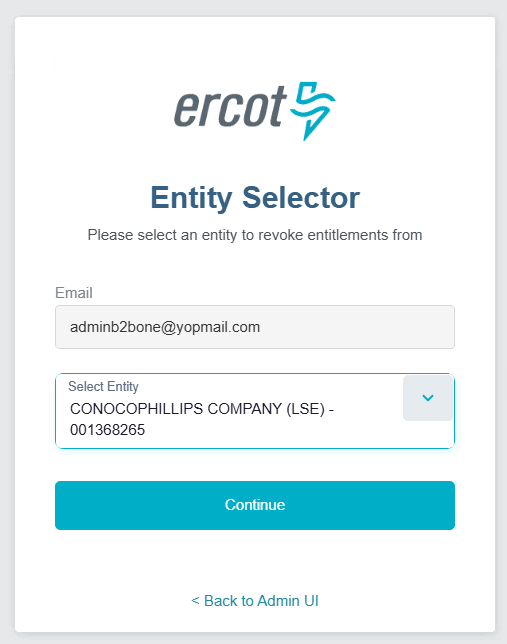 ercot
Entity Selector
Please select an entity to revoke entitlements from
Email
adminb2bone@yopmail.com
Select Entity
CONOCOPHILLIPS COMPANY (LSE) -
001368265
Continue
< Back to Admin UI